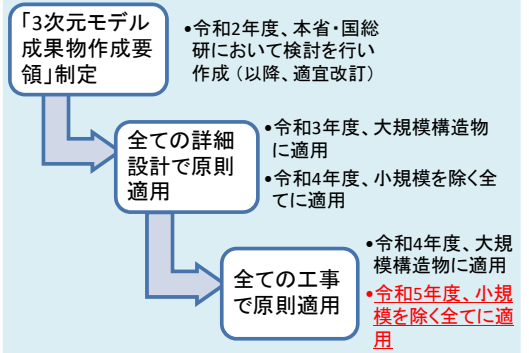 「3次元モデル
成果物作成要
領」制定
•令和2年度、本省・国総
研において検討を行い
作成（以降、適宜改訂）
全ての詳細
設計で原則
適用
•令和3年度、大規模構造物
に適用
•令和4年度、小規模を除く全
てに適用
全ての工事
で原則適用
•令和4年度、大規
模構造物に適用
•令和5年度、小規
模を除く全てに適
用